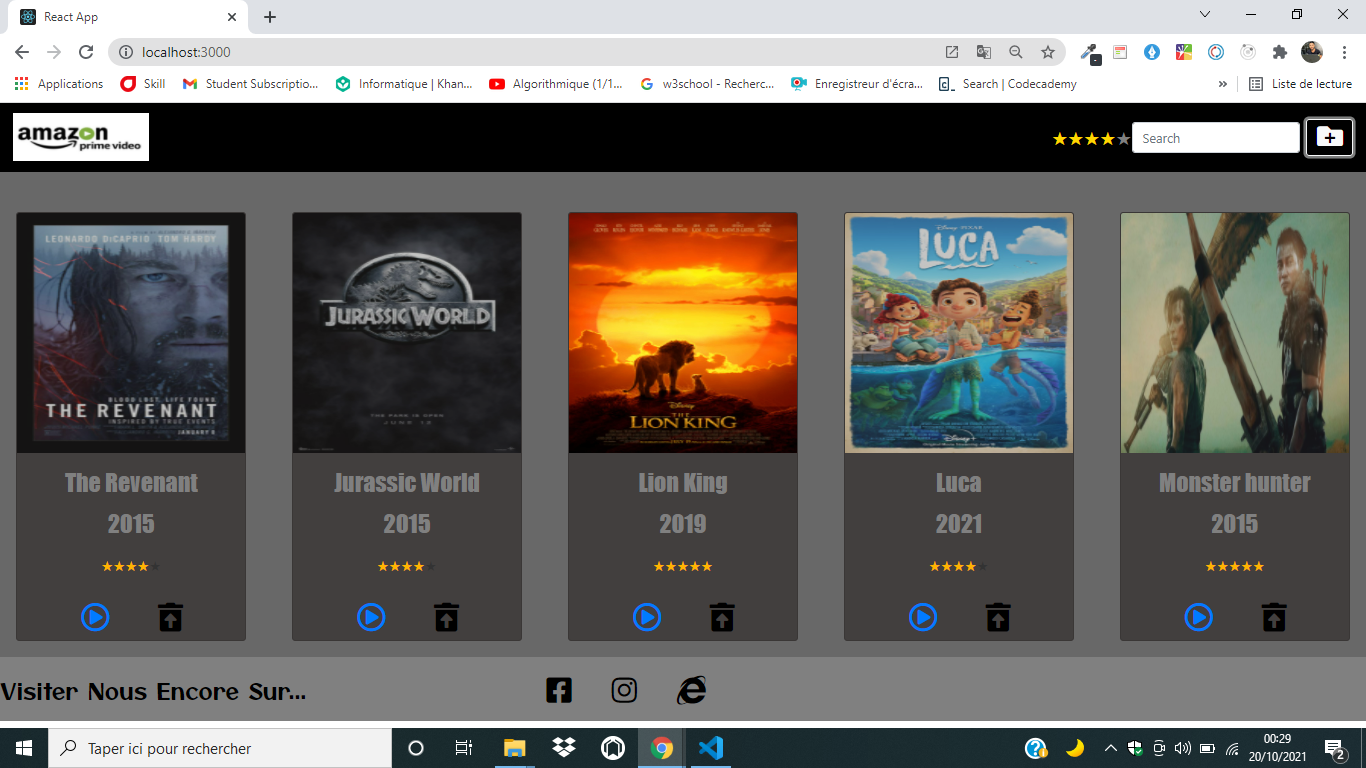 React App
localhost:3000
Applications
Skill
Student Subscriptio...
Informatique | Khan...
Algorithmique (1/1...
w3school - Recherc...
Enregistreur d'écra...
Search | Codecademy
»
Liste de lecture
amazon
prime video
Search
LEONARDO DICAPRIO TOM HARDY
BLOOD LOST. LIFE FOUND
THE REVENANT
INSPIRED BY TRUE EVENTS
JANUARY 8
JURASSIC WORLD
THE PARK IS OPEN
JUNE 12
Disney
THE
LION KING
Disney PIXAR
LUCA
Disney+
The Revenant
2015
Jurassic World
2015
Lion King
2019
Luca
2021
Monster hunter
2015
Visiter Nous Encore Sur...
Taper ici pour rechercher
00:29
20/10/2021
2